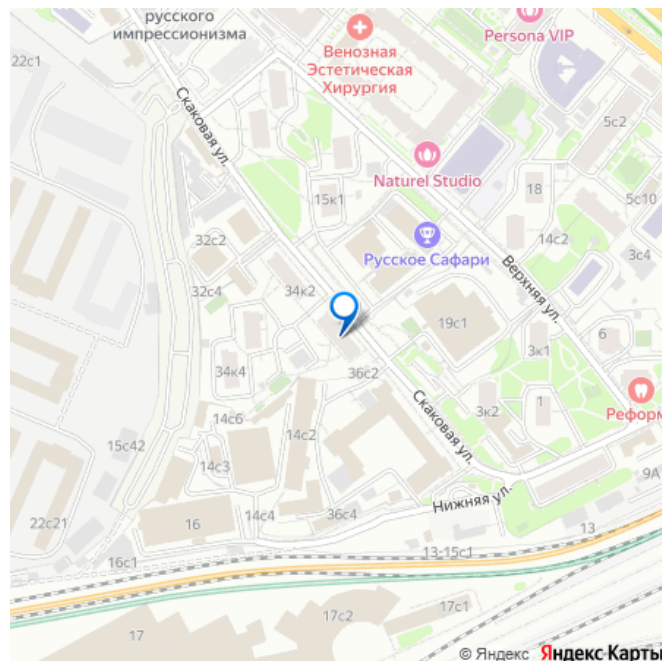 русского
импрессионизма
22с1
Persona VIP
Венозная
Эстетическая
Хирургия
5с2
Скаковая ул.
Naturel Studio
15к1
18
5с10
32с2
14с2
Русское Сафари
3с4
Верхняя ул.
32с4
34к2
19с1
6
3к1
36с2
34к4
Реформ
14с6
3к2
1
Скаковая ул.
14с2
15с42
14с3
9А
Нижняя ул.
22с21
16
14с4
36с4
13
13-15с1
16с1
17с1
17с2
17
© Яндекс Яндекс Карты